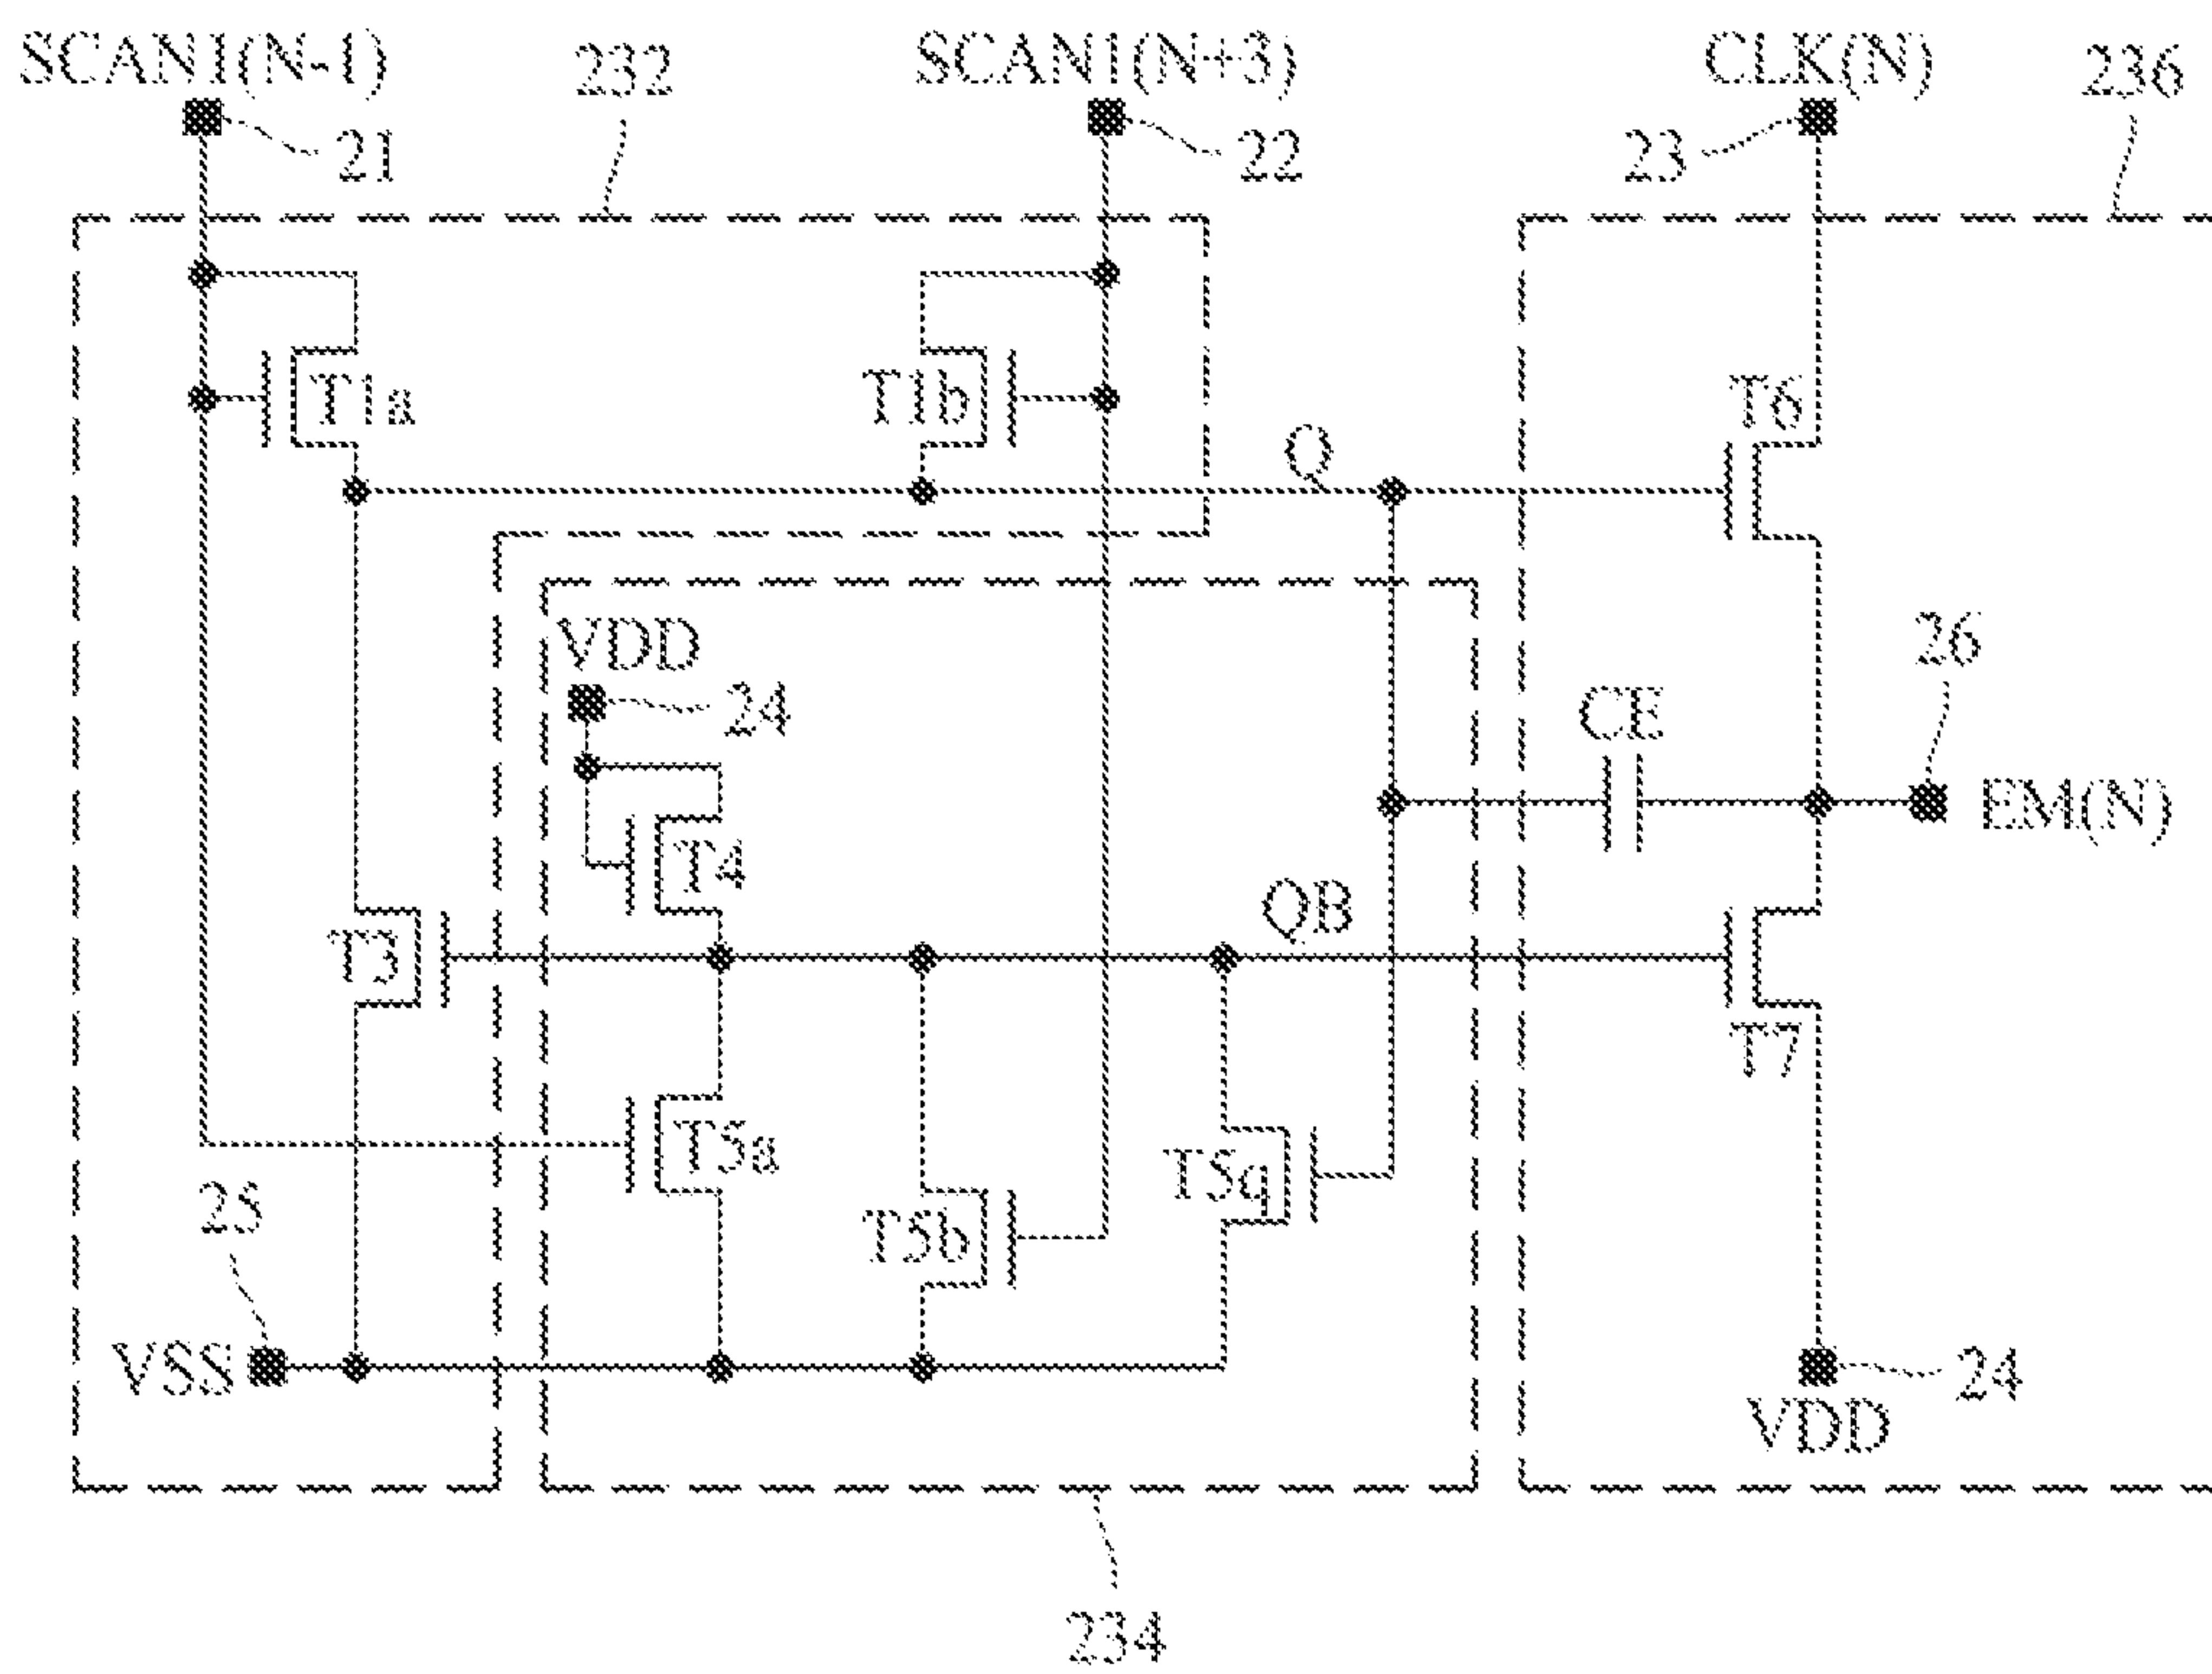 SCAN1(N-1)
232
SCAN1(N+3)
CLK(N)
236
21
22
23
T1a
T1b
Q
T6
VDD
24
26
CE
EM(N)
T4
T3
QB
T7
T5a
T5q
25
T5b
VSS
24
VDD
234